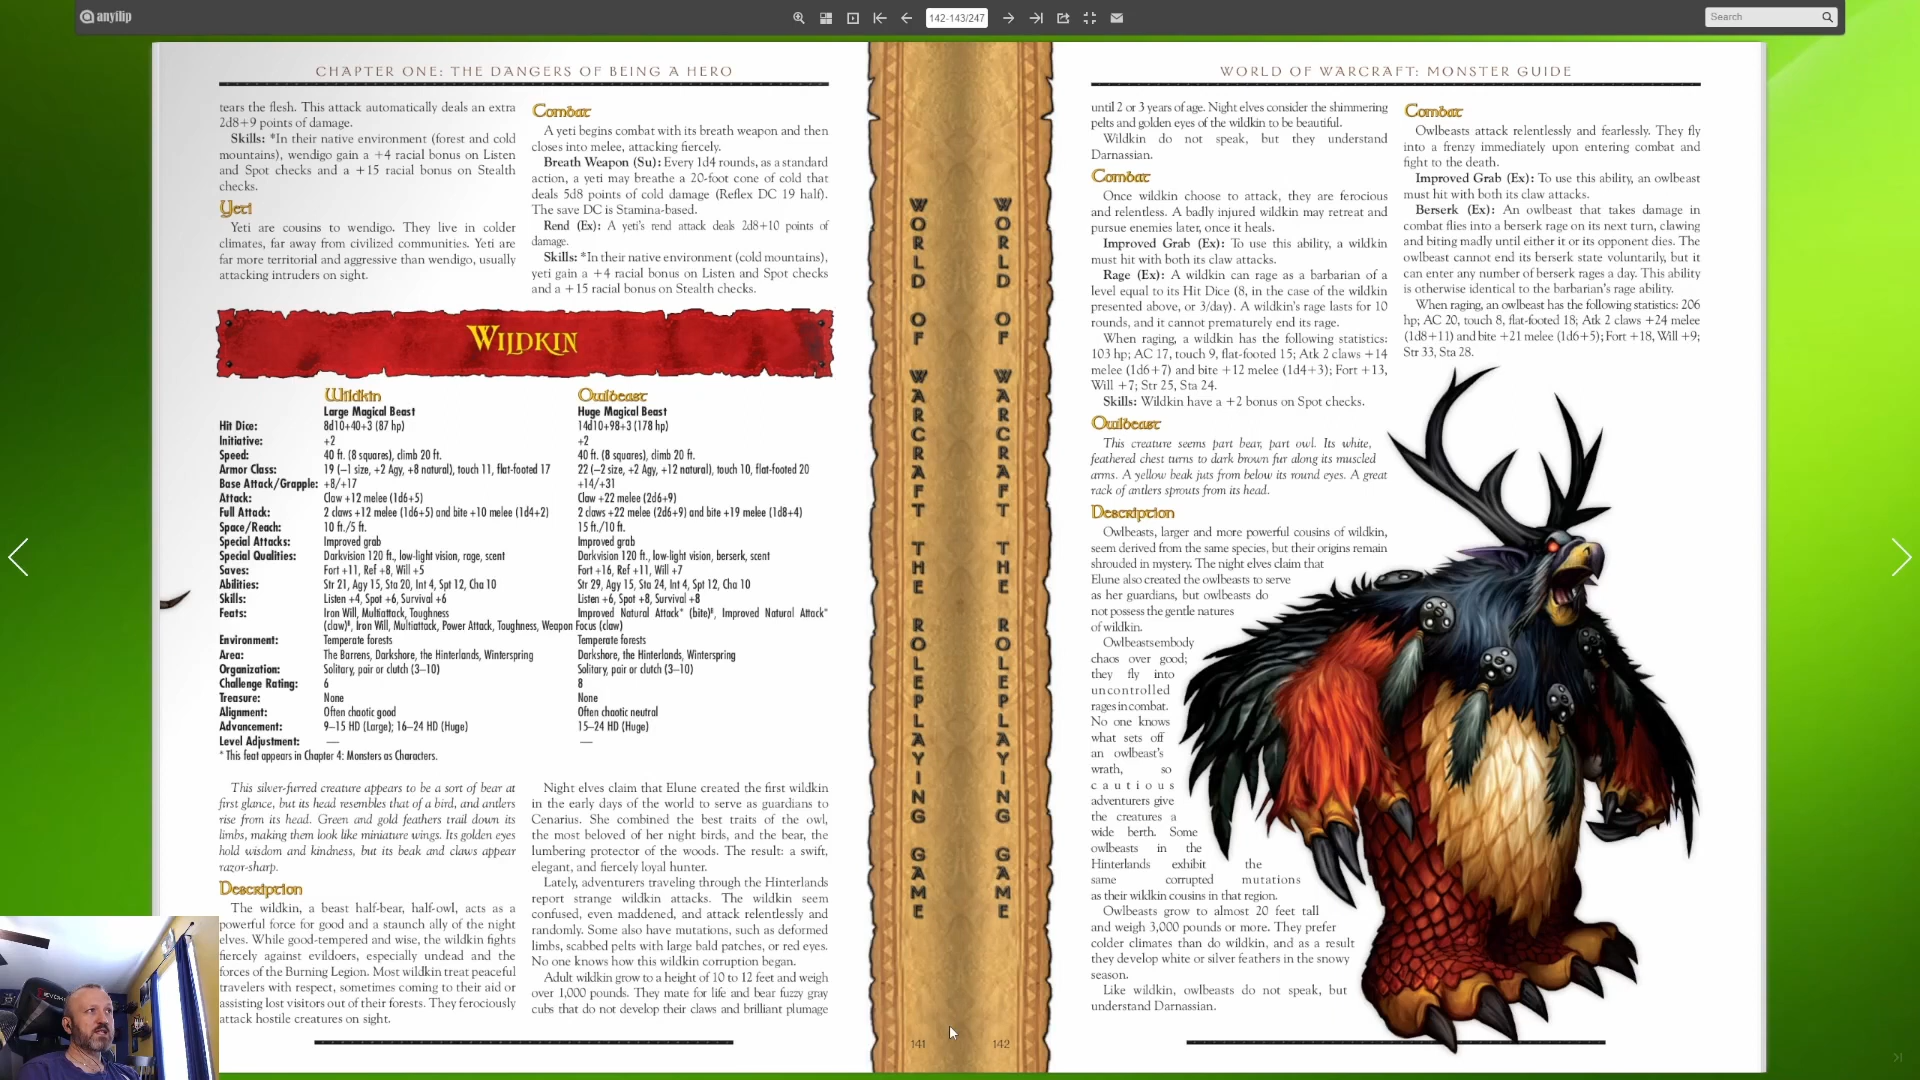 anyflip
142-143/247
Search
CHAPTER ONE: THE DANGERS OF BEING A HERO
tears the flesh. This attack automatically deals an extra
2d8+9 points of damage.
Skills: *In their native environment (forest and cold
mountains), wendigo gain a +4 racial bonus on Listen
and Spot checks and a +15 racial bonus on Stealth
checks.
Yeti
Yeti are cousins to wendigo. They live in colder
climates, far away from civilized communities. Yeti are
far more territorial and aggressive than wendigo, usually
attacking intruders on sight.
Combat
A yeti begins combat with its breath weapon and then
closes into melee, attacking fiercely.
Breath Weapon (Su): Every 1d4 rounds, as a standard
action, a yeti may breathe a 20-foot cone of cold that
deals 5d8 points of cold damage (Reflex DC 19 half).
The save DC is Stamina-based.
Rend (Ex): A yeti's rend attack deals 2d8+10 points of
damage.
Skills: *In their native environment (cold mountains),
yeti gain a +4 racial bonus on Listen and Spot checks
and a +15 racial bonus on Stealth checks.
WILDKIN
Wildkin Owlbeast
Large Magical Beast Huge Magical Beast
Hit Dice: 8d10+40+3 (87 hp) 14d10+98+3 (178 hp)
Initiative: +2 +2
Speed: 40 ft. (8 squares), climb 20 ft. 40 ft. (8 squares), climb 20 ft.
Armor Class: 19 (–1 size, +2 Agy, +8 natural), touch 11, flat-footed 17 22 (–2 size, +2 Agy, +12 natural), touch 10, flat-footed 20
Base Attack/Grapple: +8/+17 +14/+31
Attack: Claw +12 melee (1d6+5) Claw +22 melee (2d6+9)
Full Attack: 2 claws +12 melee (1d6+5) and bite +10 melee (1d4+2) 2 claws +22 melee (2d6+9) and bite +19 melee (1d8+4)
Space/Reach: 10 ft./5 ft. 15 ft./10 ft.
Special Attacks: Improved grab Improved grab
Special Qualities: Darkvision 120 ft., low-light vision, rage, scent Darkvision 120 ft., low-light vision, berserk, scent
Saves: Fort +11, Ref +8, Will +5 Fort +16, Ref +11, Will +7
Abilities: Str 21, Agy 15, Sta 20, Int 4, Spt 12, Cha 10 Str 29, Agy 15, Sta 24, Int 4, Spt 12, Cha 10
Skills: Listen +4, Spot +6, Survival +6 Listen +6, Spot +8, Survival +8
Feats: Iron Will, Multiattack, Toughness Improved Natural Attack* (bite)ᴮ, Improved Natural Attack*
(claw)ᴮ, Iron Will, Multiattack, Power Attack, Toughness, Weapon Focus (claw)
Environment: Temperate forests Temperate forests
Area: The Barrens, Darkshore, the Hinterlands, Winterspring Darkshore, the Hinterlands, Winterspring
Organization: Solitary, pair or clutch (3–10) Solitary, pair or clutch (3–10)
Challenge Rating: 6 8
Treasure: None None
Alignment: Often chaotic good Often chaotic neutral
Advancement: 9–15 HD (Large); 16–24 HD (Huge) 15–24 HD (Huge)
Level Adjustment: — —
* This feat appears in Chapter 4: Monsters as Characters.
This silver-furred creature appears to be a sort of bear at
first glance, but its head resembles that of a bird, and antlers
rise from its head. Green and gold feathers trail down its
limbs, making them look like miniature wings. Its golden eyes
hold wisdom and kindness, but its beak and claws appear
razor-sharp.
Description
The wildkin, a beast half-bear, half-owl, acts as a
powerful force for good and a staunch ally of the night
elves. While good-tempered and wise, the wildkin fights
fiercely against evildoers, especially undead and the
forces of the Burning Legion. Most wildkin treat peaceful
travelers with respect, sometimes coming to their aid or
assisting lost visitors out of their forests. They ferociously
attack hostile creatures on sight.
Night elves claim that Elune created the first wildkin
in the early days of the world to serve as guardians to
Cenarius. She combined the best traits of the owl,
the most beloved of her night birds, and the bear, the
lumbering protector of the woods. The result: a swift,
elegant, and fiercely loyal hunter.
Lately, adventurers traveling through the Hinterlands
report strange wildkin attacks. The wildkin seem
confused, even maddened, and attack relentlessly and
randomly. Some also have mutations, such as deformed
limbs, scabbed pelts with large bald patches, or red eyes.
No one knows how this wildkin corruption began.
Adult wildkin grow to a height of 10 to 12 feet and weigh
over 1,000 pounds. They mate for life and bear fuzzy gray
cubs that do not develop their claws and brilliant plumage
WORLD OF WARCRAFT THE ROLEPLAYING GAME
141
WORLD OF WARCRAFT THE ROLEPLAYING GAME
142
WORLD OF WARCRAFT: MONSTER GUIDE
until 2 or 3 years of age. Night elves consider the shimmering
pelts and golden eyes of the wildkin to be beautiful.
Wildkin do not speak, but they understand
Darnassian.
Combat
Once wildkin choose to attack, they are ferocious
and relentless. A badly injured wildkin may retreat and
pursue enemies later, once it heals.
Improved Grab (Ex): To use this ability, a wildkin
must hit with both its claw attacks.
Rage (Ex): A wildkin can rage as a barbarian of a
level equal to its Hit Dice (8, in the case of the wildkin
presented above, or 3/day). A wildkin's rage lasts for 10
rounds, and it cannot prematurely end its rage.
When raging, a wildkin has the following statistics:
103 hp; AC 17, touch 9, flat-footed 15; Atk 2 claws +14
melee (1d6+7) and bite +12 melee (1d4+3); Fort +13,
Will +7; Str 25, Sta 24.
Skills: Wildkin have a +2 bonus on Spot checks.
Owlbeast
This creature seems part bear, part owl. Its white,
feathered chest turns to dark brown fur along its muscled
arms. A yellow beak juts from below its round eyes. A great
rack of antlers sprouts from its head.
Description
Owlbeasts, larger and more powerful cousins of wildkin,
seem derived from the same species, but their origins remain
shrouded in mystery. The night elves claim that
Elune also created the owlbeasts to serve
as her guardians, but owlbeasts do
not possess the gentle natures
of wildkin.
Owlbeasts embody
chaos over good;
they fly into
uncontrolled
rages in combat.
No one knows
what sets off
an owlbeast's
wrath, so
cautious
adventurers give
the creatures a
wide berth. Some
owlbeasts in the
Hinterlands exhibit the
same corrupted mutations
as their wildkin cousins in that region.
Owlbeasts grow to almost 20 feet tall
and weigh 3,000 pounds or more. They prefer
colder climates than do wildkin, and as a result
they develop white or silver feathers in the snowy
season.
Like wildkin, owlbeasts do not speak, but
understand Darnassian.
Combat
Owlbeasts attack relentlessly and fearlessly. They fly
into a frenzy immediately upon entering combat and
fight to the death.
Improved Grab (Ex): To use this ability, an owlbeast
must hit with both its claw attacks.
Berserk (Ex): An owlbeast that takes damage in
combat flies into a berserk rage on its next turn, clawing
and biting madly until either it or its opponent dies. The
owlbeast cannot end its berserk state voluntarily, but it
can enter any number of berserk rages a day. This ability
is otherwise identical to the barbarian's rage ability.
When raging, an owlbeast has the following statistics: 206
hp; AC 20, touch 8, flat-footed 18; Atk 2 claws +24 melee
(1d8+11) and bite +21 melee (1d6+5); Fort +18, Will +9;
Str 33, Sta 28.